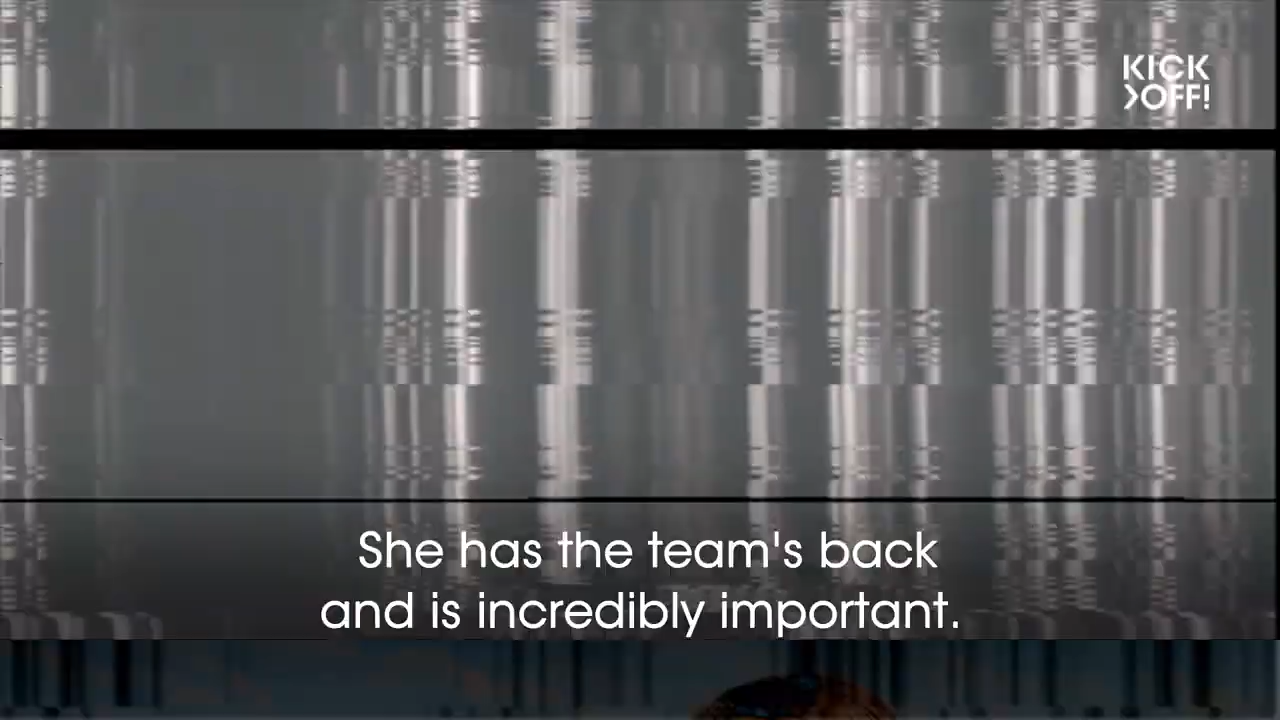 KICK
OFF!
She has the team's back
and is incredibly important.